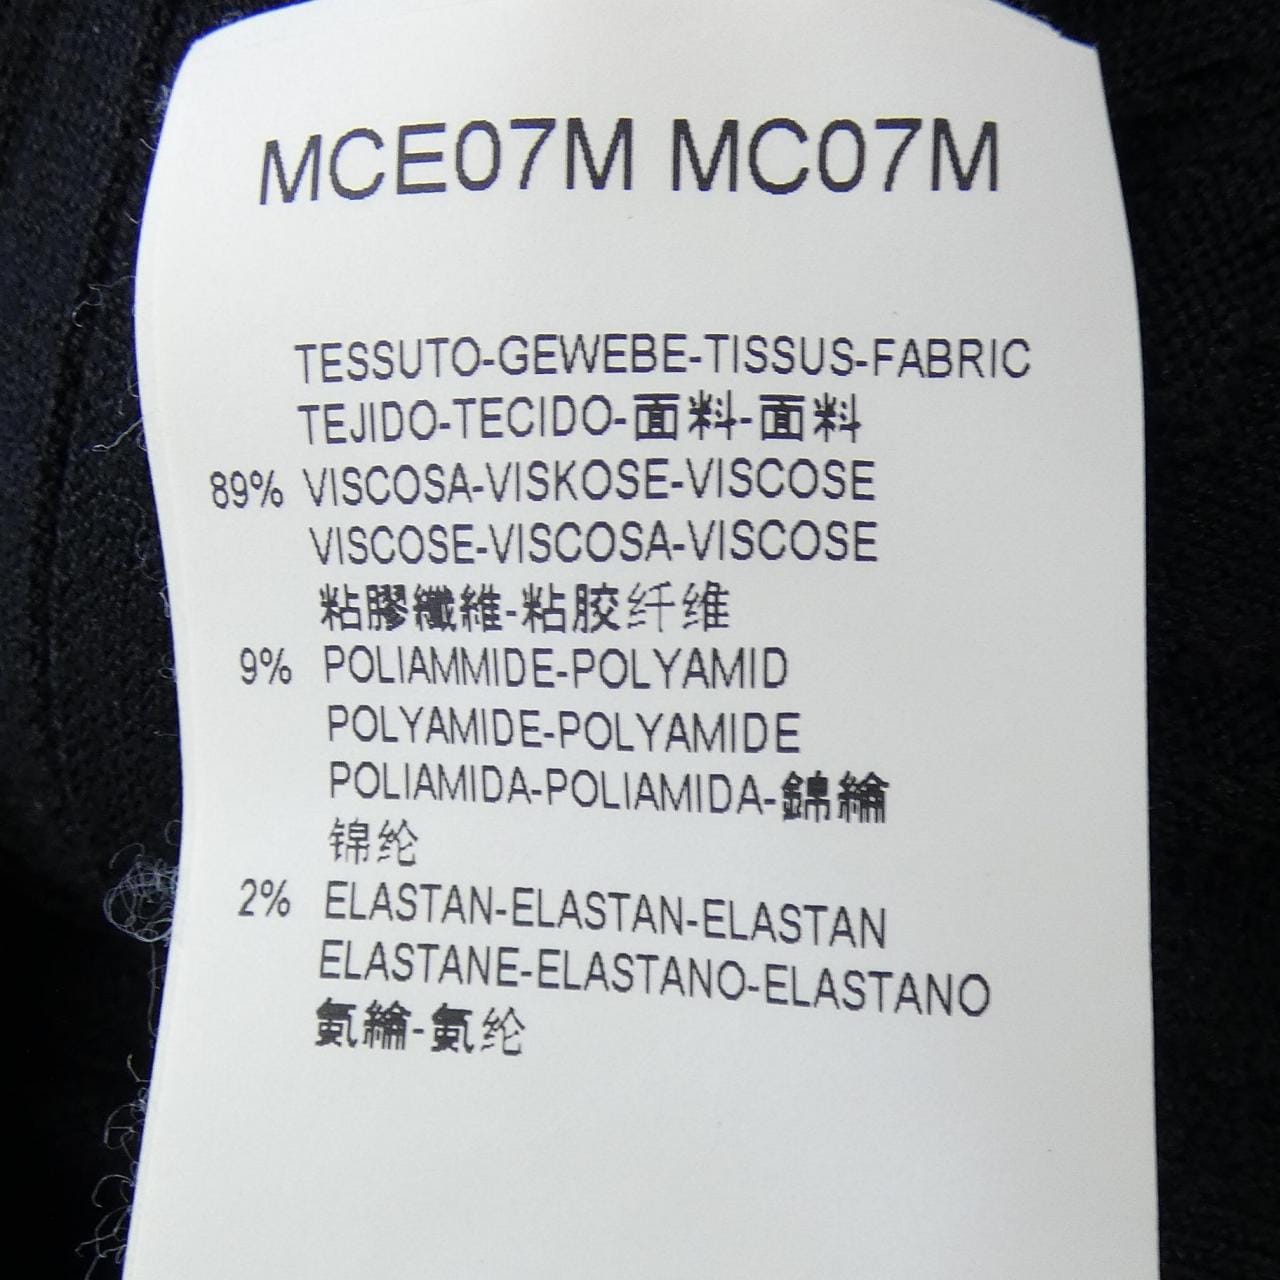 MCE07M MC07M
TESSUTO-GEWEBE-TISSUS-FABRIC
TEJIDO-TECIDO-面料-面料
89% VISCOSA-VISKOSE-VISCOSE
VISCOSE-VISCOSA-VISCOSE
粘膠纖維-粘胶纤维
9% POLIAMMIDE-POLYAMID
POLYAMIDE-POLYAMIDE
POLIAMIDA-POLIAMIDA-錦綸
锦纶
2% ELASTAN-ELASTAN-ELASTAN
ELASTANE-ELASTANO-ELASTANO
氨綸-氨纶